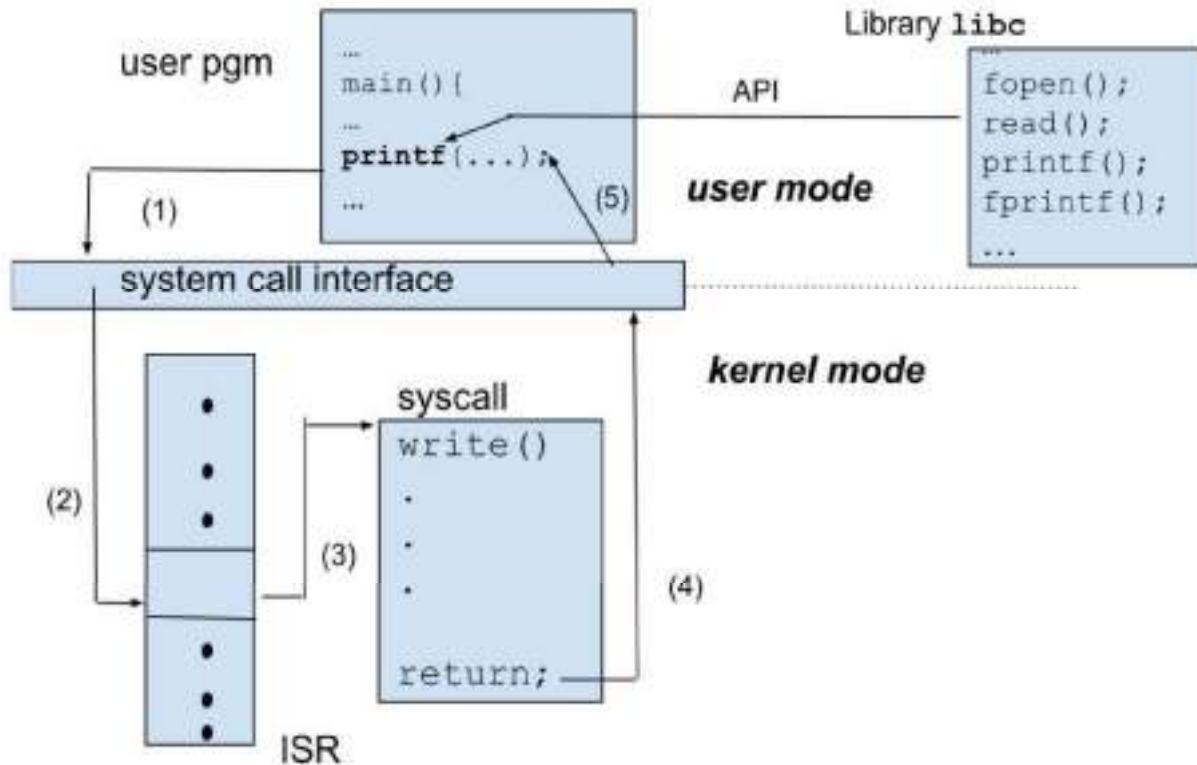 user pgm
...
main(){
...
printf(...);
...
API
Library libc
...
fopen();
read();
printf();
fprintf();
...
(1)
(5)
user mode
system call interface
kernel mode
(2)
(3)
syscall
write()
.
.
.
return;
(4)
ISR